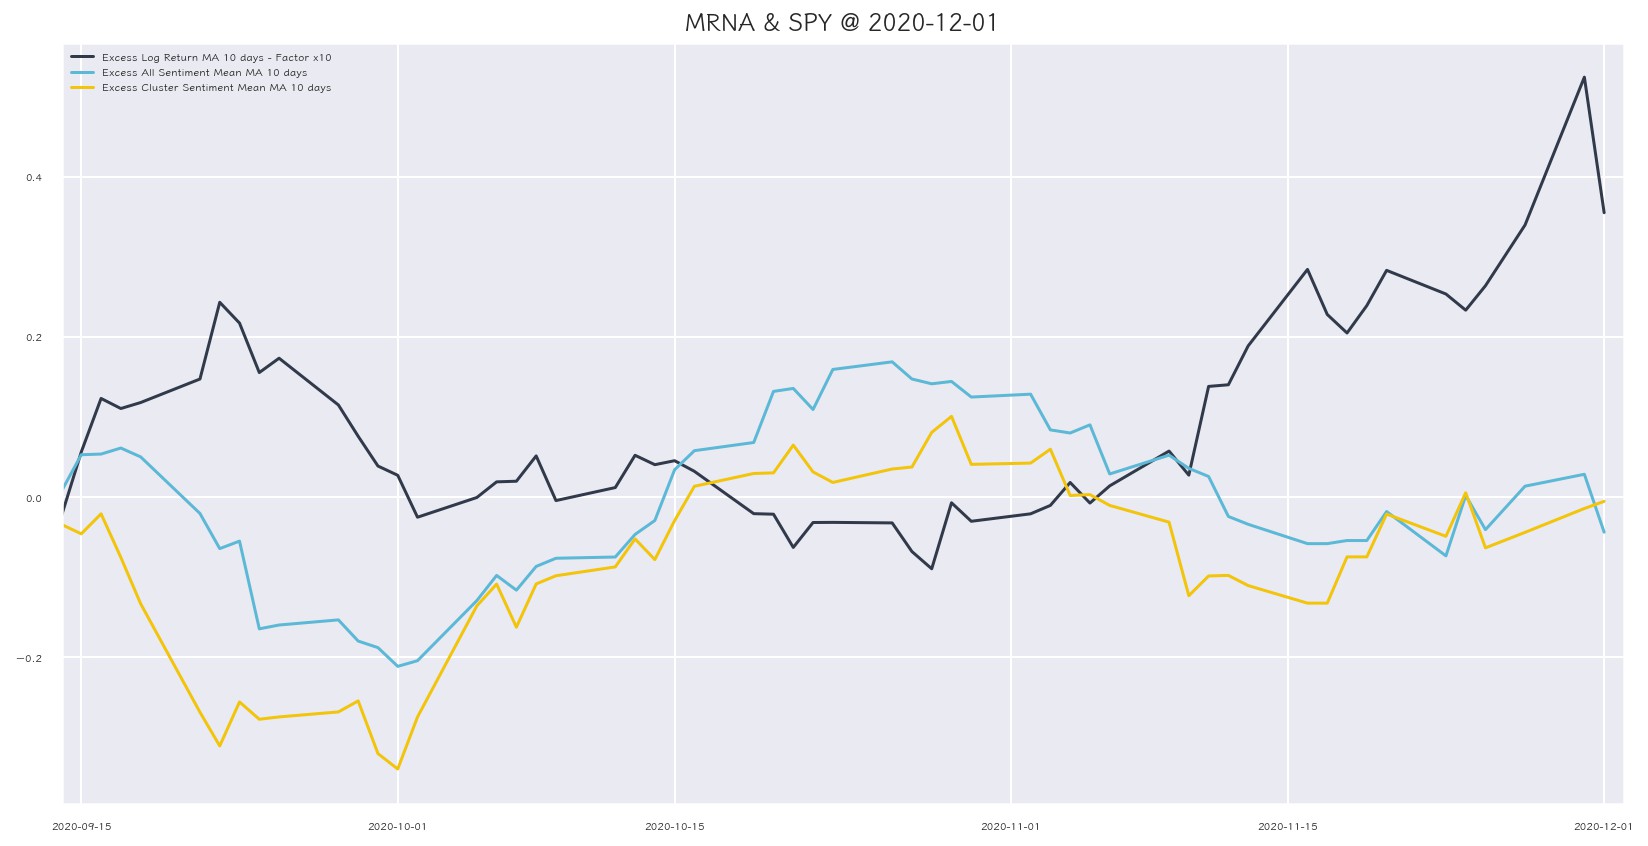 MRNA & SPY @ 2020-12-01
Excess Log Return MA 10 days - Factor x10
Excess All Sentiment Mean MA 10 days
Excess Cluster Sentiment Mean MA 10 days
0.4
0.2
0.0
−0.2
2020-09-15 2020-10-01 2020-10-15 2020-11-01 2020-11-15 2020-12-01